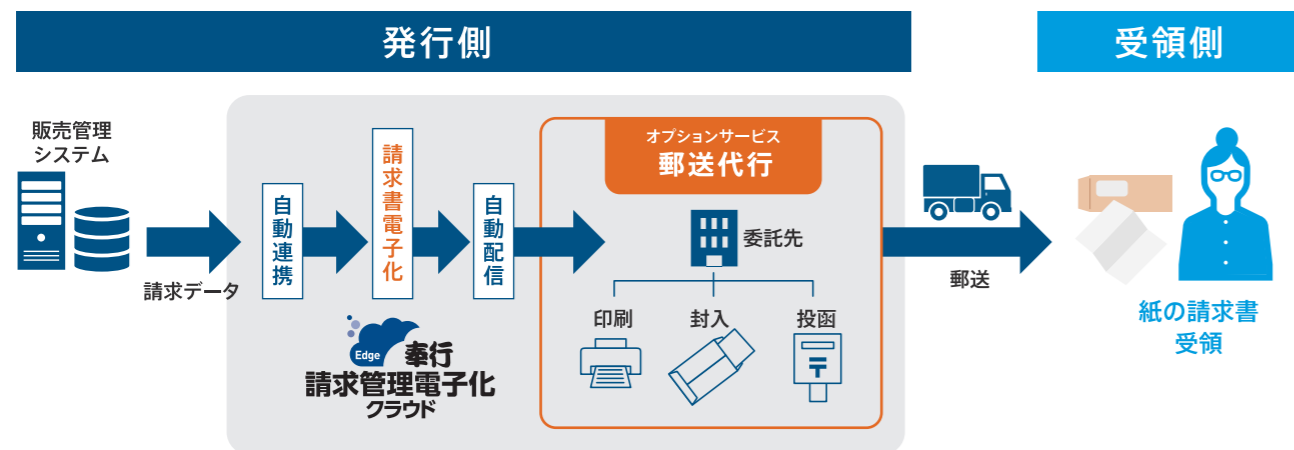 発行側
受領側
販売管理
システム
請求データ
自動連携
請求書電子化
自動配信
Edge
奉行
請求管理電子化
クラウド
オプションサービス
郵送代行
委託先
印刷
封入
投函
〒
郵送
紙の請求書
受領